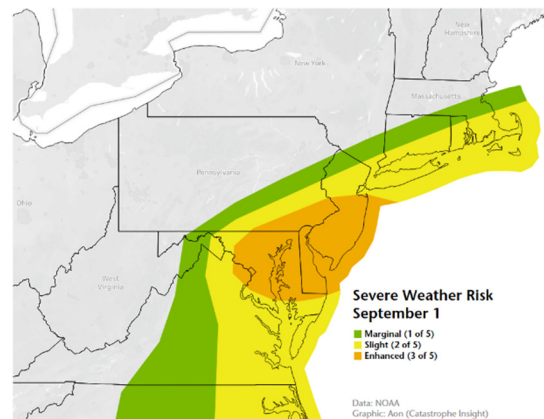 New
Hampshire
New York
Massachusetts
Pennsylvania
Ohio
West
Virginia
Severe Weather Risk
September 1
Marginal (1 of 5)
Slight (2 of 5)
Enhanced (3 of 5)
Data: NOAA
Graphic: Aon (Catastrophe Insight)